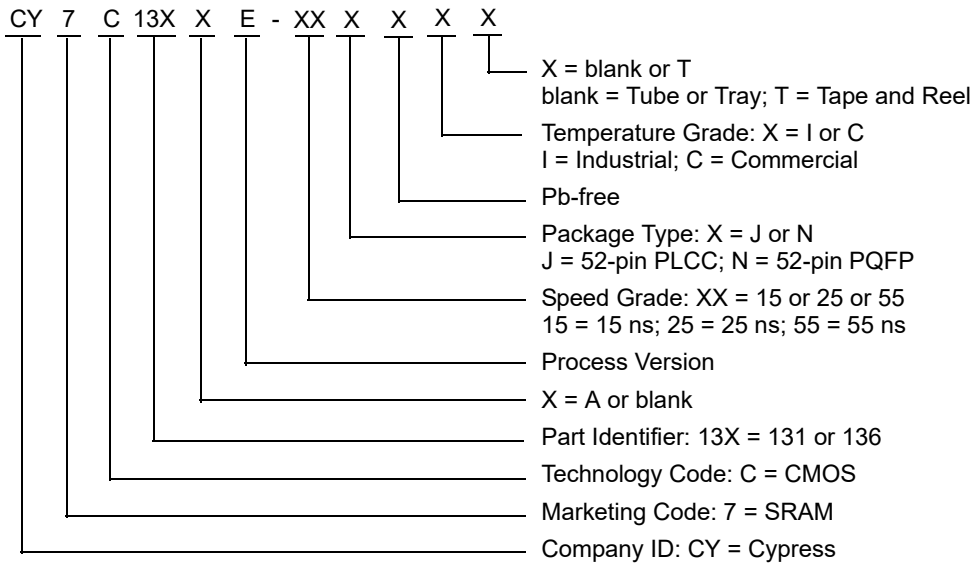 CY 7 C 13X X E - XX X X X X
X = blank or T
blank = Tube or Tray; T = Tape and Reel
Temperature Grade: X = I or C
I = Industrial; C = Commercial
Pb-free
Package Type: X = J or N
J = 52-pin PLCC; N = 52-pin PQFP
Speed Grade: XX = 15 or 25 or 55
15 = 15 ns; 25 = 25 ns; 55 = 55 ns
Process Version
X = A or blank
Part Identifier: 13X = 131 or 136
Technology Code: C = CMOS
Marketing Code: 7 = SRAM
Company ID: CY = Cypress